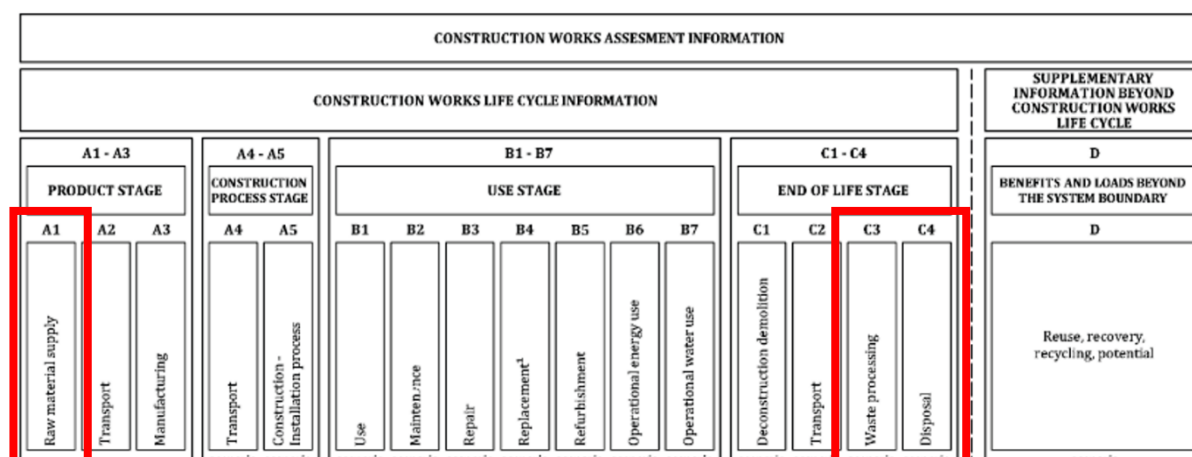 CONSTRUCTION WORKS ASSESMENT INFORMATION
CONSTRUCTION WORKS LIFE CYCLE INFORMATION
SUPPLEMENTARY
INFORMATION BEYOND
CONSTRUCTION WORKS
LIFE CYCLE
A1 - A3
A4 - A5
B1 - B7
C1 - C4
D
PRODUCT STAGE
CONSTRUCTION
PROCESS STAGE
USE STAGE
END OF LIFE STAGE
BENEFITS AND LOADS BEYOND
THE SYSTEM BOUNDARY
A1
A2
A3
A4
A5
B1
B2
B3
B4
B5
B6
B7
C1
C2
C3
C4
D
Raw material supply
Transport
Manufacturing
Transport
Construction -
Installation process
Use
Maintenance
Repair
Replacement¹
Refurbishment
Operational energy use
Operational water use
Deconstruction demolition
Transport
Waste processing
Disposal
Reuse, recovery,
recycling, potential